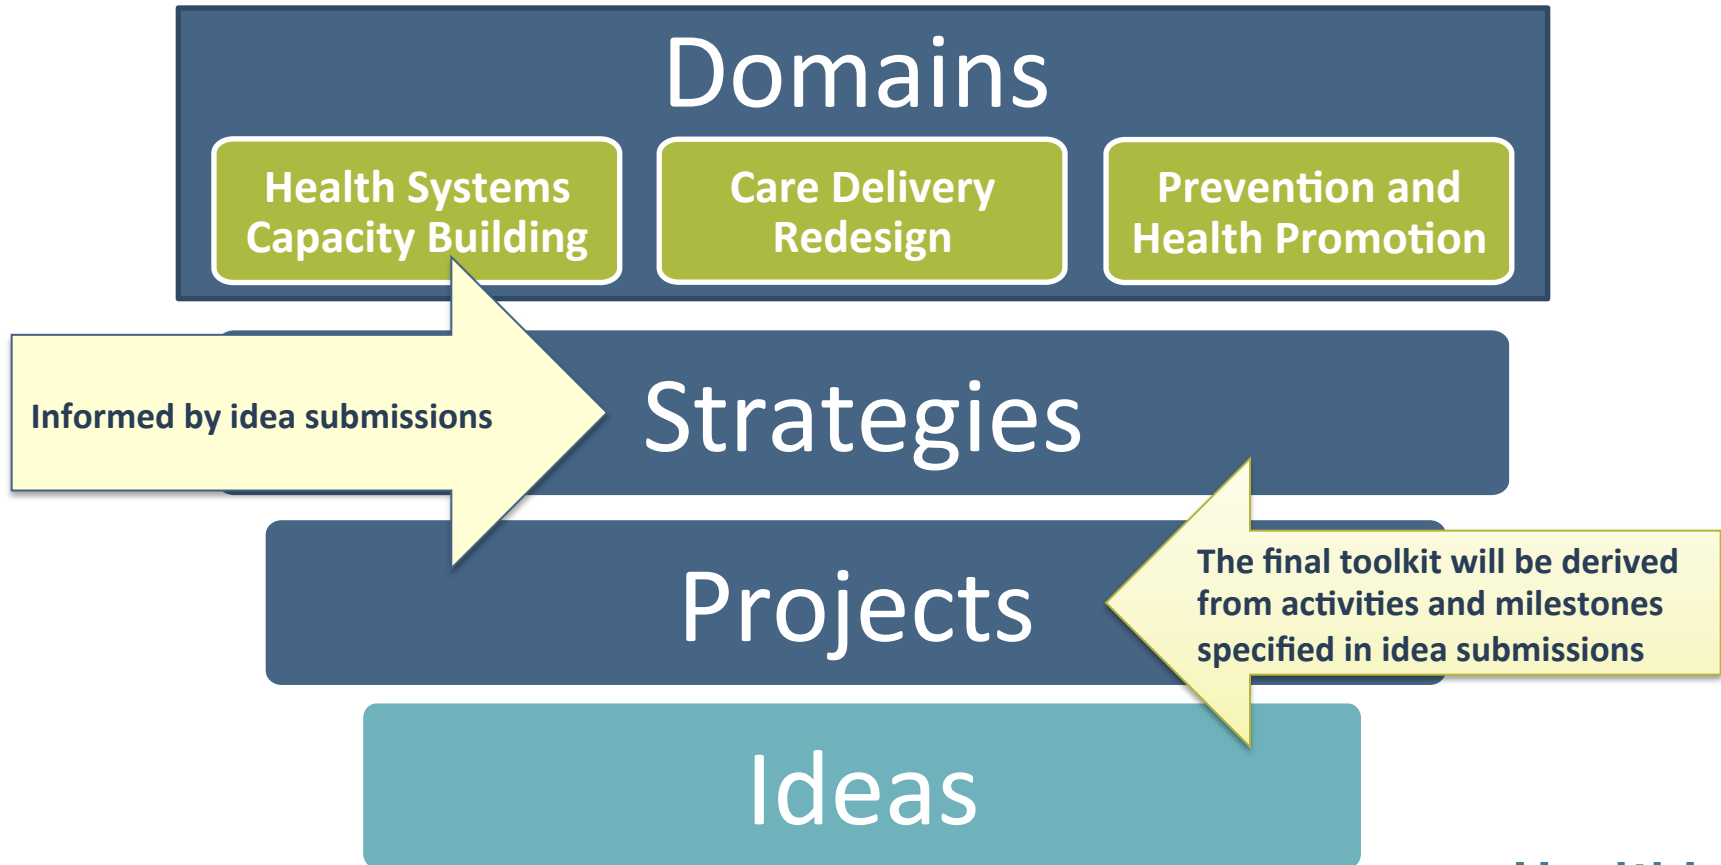 Domains
Health Systems
Capacity Building
Care Delivery
Redesign
Prevention and
Health Promotion
Informed by idea submissions
Strategies
Projects
The final toolkit will be derived
from activities and milestones
specified in idea submissions
Ideas